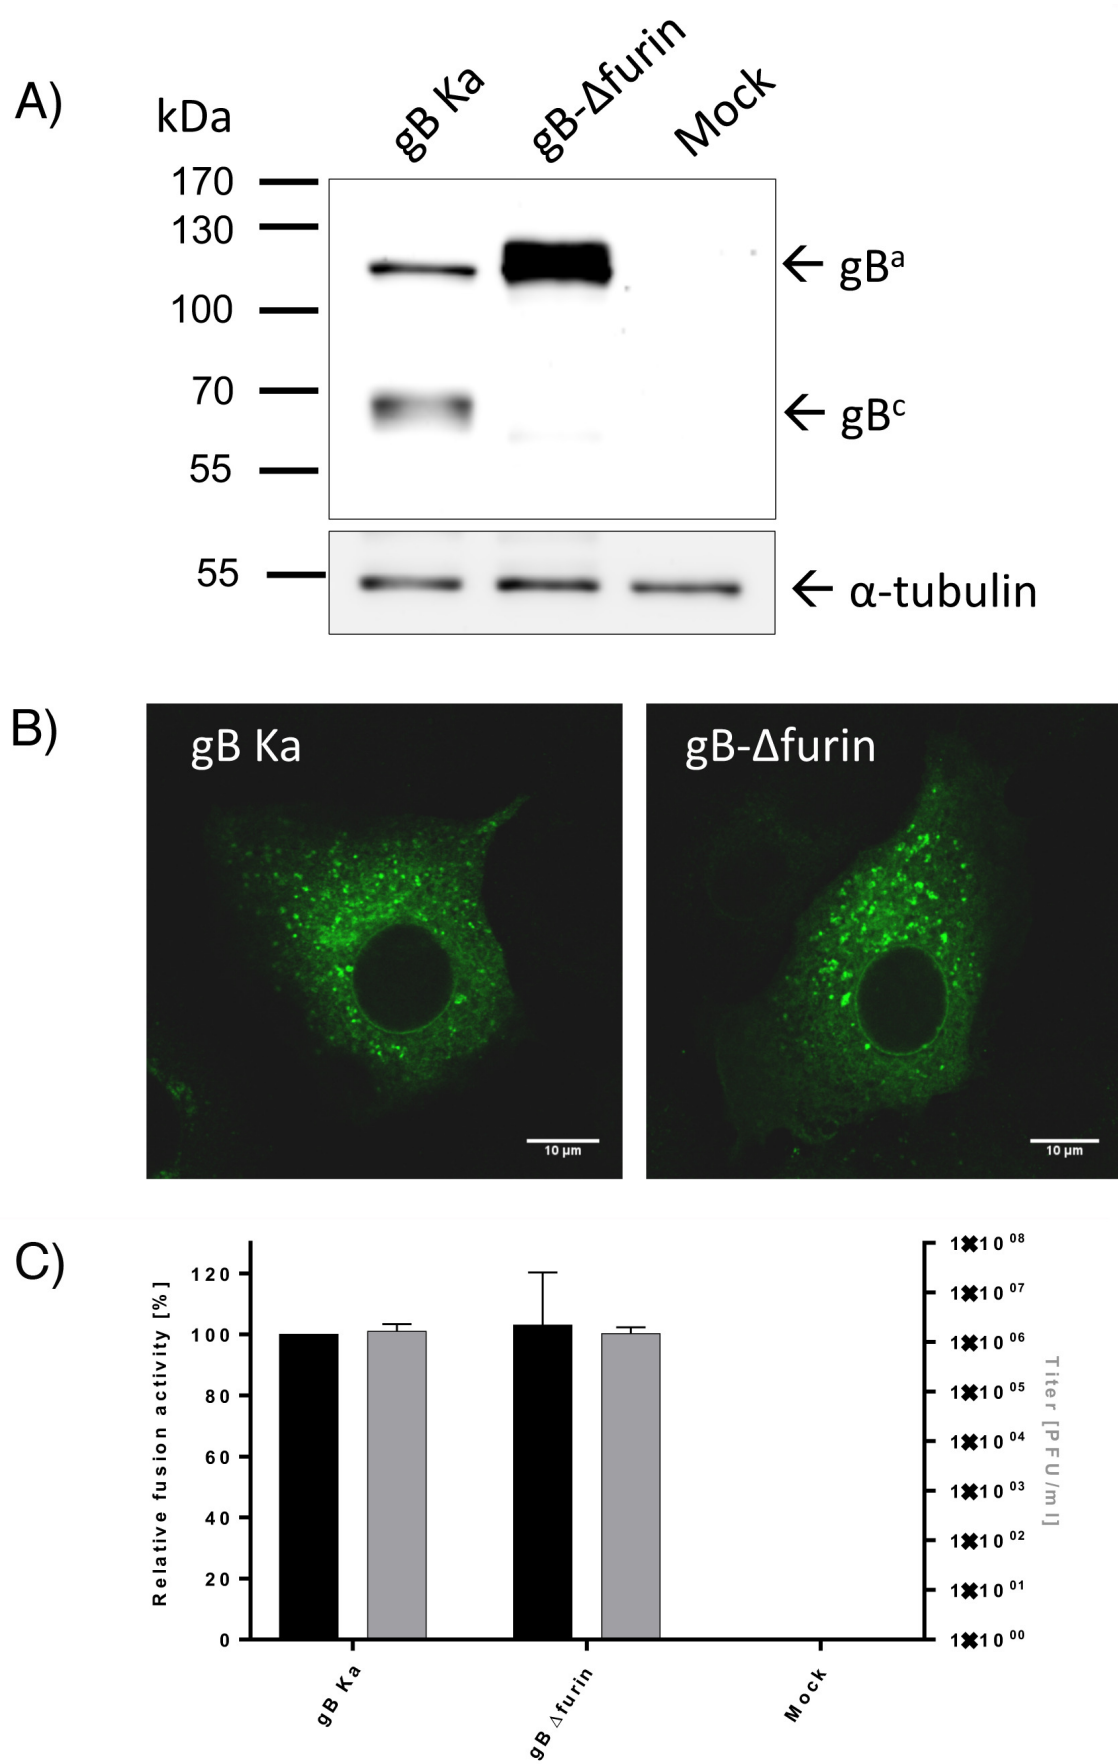 A)
kDa
gB Ka
gB-Δfurin
Mock
170
130
100
70
55
gBᵃ
gBᶜ
55
α-tubulin
B)
gB Ka
gB-Δfurin
10 µm
10 µm
C)
Relative fusion activity [%]
120
100
80
60
40
20
0
1✖10 08
1✖10 07
1✖10 06
1✖10 05
1✖10 04
1✖10 03
1✖10 02
1✖10 01
1✖10 00
Titer [PFU/ml]
gB Ka
gB Δfurin
Mock